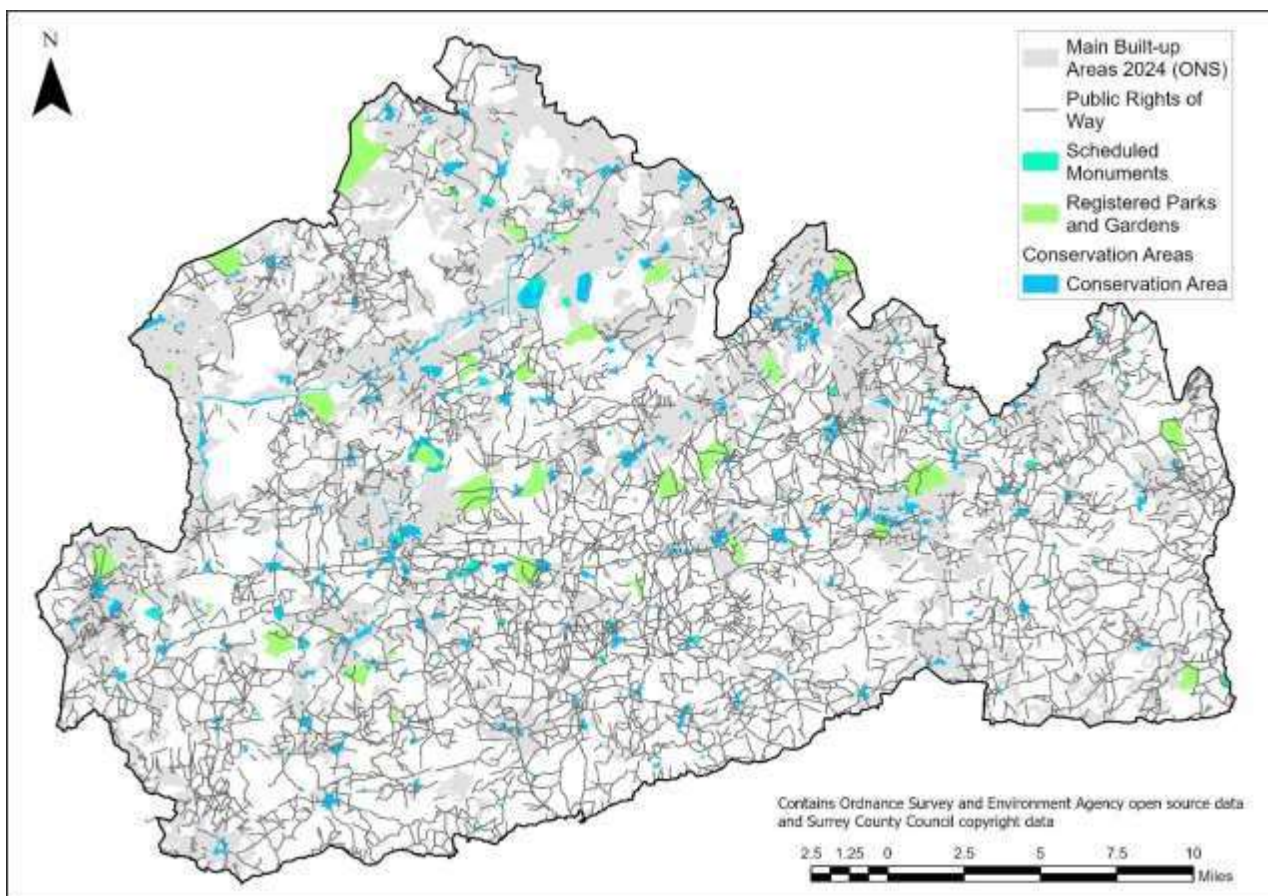 N
Main Built-up
Areas 2024 (ONS)
Public Rights of
Way
Scheduled
Monuments
Registered Parks
and Gardens
Conservation Areas
Conservation Area
Contains Ordnance Survey and Environment Agency open source data
and Surrey County Council copyright data
2.5 1.25 0 2.5 5 7.5 10
Miles